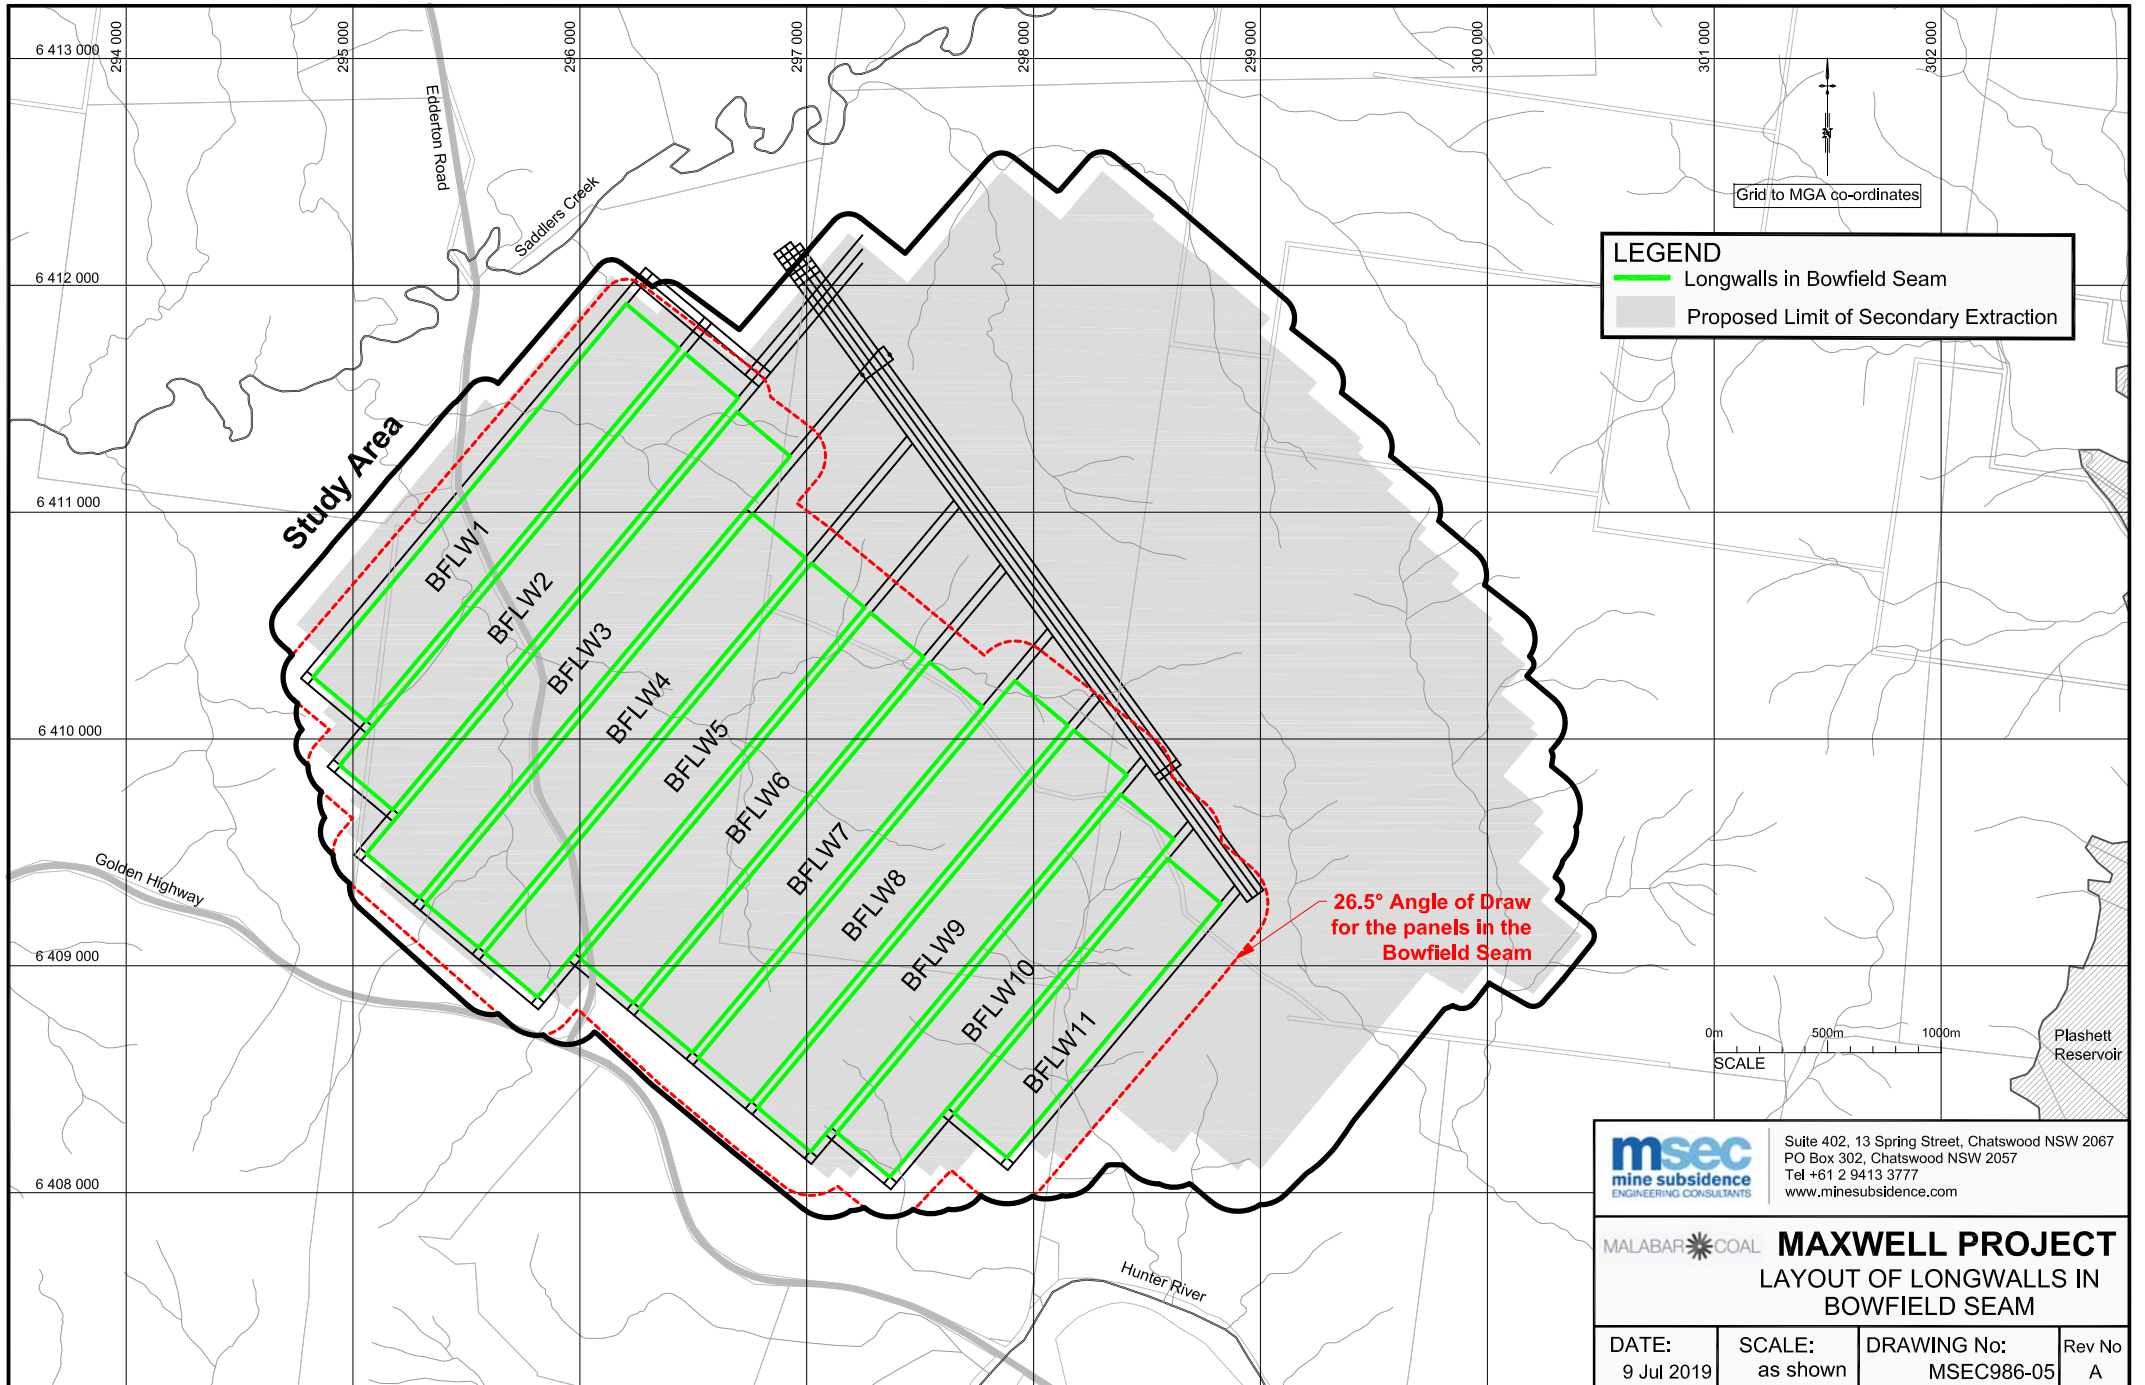 294 000
295 000
296 000
297 000
298 000
299 000
300 000
301 000
302 000
6 413 000
6 412 000
6 411 000
6 410 000
6 409 000
6 408 000
Edderton Road
Saddlers Creek
Study Area
Golden Highway
Hunter River
BFLW1
BFLW2
BFLW3
BFLW4
BFLW5
BFLW6
BFLW7
BFLW8
BFLW9
BFLW10
BFLW11
26.5° Angle of Draw
for the panels in the
Bowfield Seam
N
Grid to MGA co-ordinates
LEGEND
Longwalls in Bowfield Seam
Proposed Limit of Secondary Extraction
0m 500m 1000m
SCALE
Plashett
Reservoir
msec
mine subsidence
ENGINEERING CONSULTANTS
Suite 402, 13 Spring Street, Chatswood NSW 2067
PO Box 302, Chatswood NSW 2057
Tel +61 2 9413 3777
www.minesubsidence.com
MALABAR COAL
MAXWELL PROJECT
LAYOUT OF LONGWALLS IN
BOWFIELD SEAM
DATE:
9 Jul 2019
SCALE:
as shown
DRAWING No:
MSEC986-05
Rev No
A